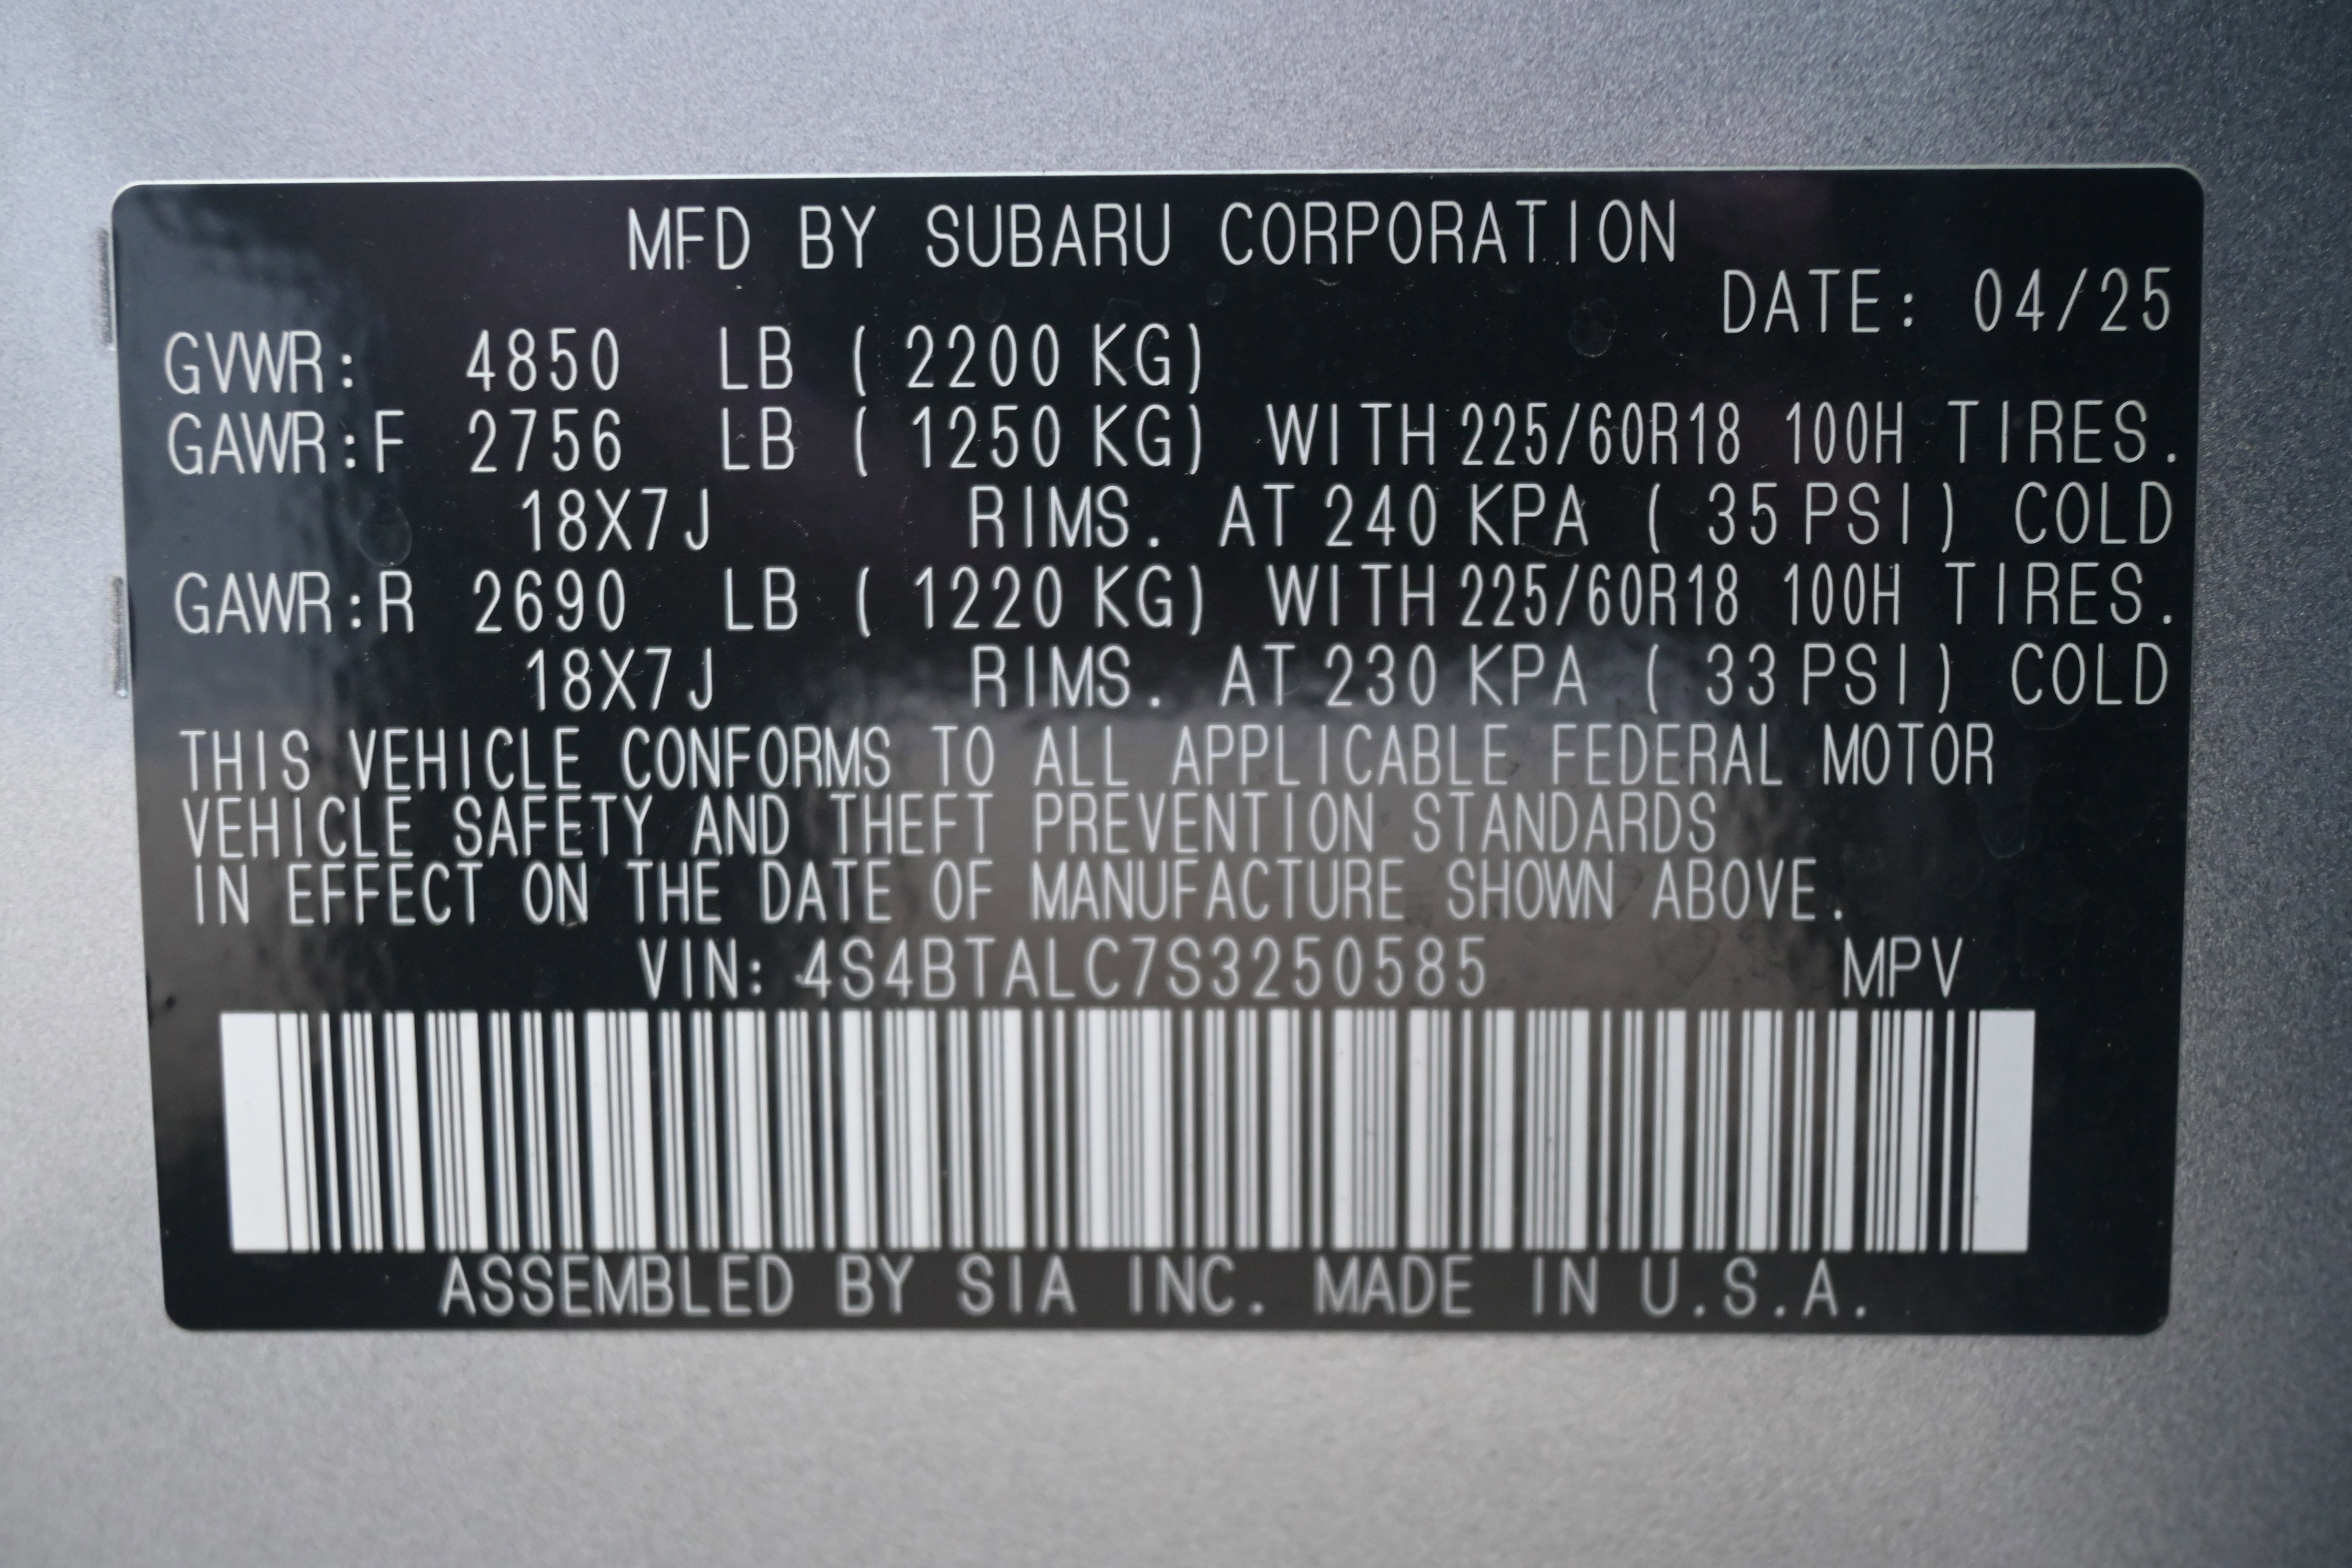 MFD BY SUBARU CORPORATION
DATE: 04/25
GVWR: 4850 LB ( 2200 KG)
GAWR:F 2756 LB ( 1250 KG) WITH 225/60R18 100H TIRES.
18X7J RIMS. AT 240 KPA ( 35 PSI) COLD
GAWR:R 2690 LB ( 1220 KG) WITH 225/60R18 100H TIRES.
18X7J RIMS. AT 230 KPA ( 33 PSI) COLD
THIS VEHICLE CONFORMS TO ALL APPLICABLE FEDERAL MOTOR
VEHICLE SAFETY AND THEFT PREVENTION STANDARDS
IN EFFECT ON THE DATE OF MANUFACTURE SHOWN ABOVE.
VIN: 4S4BTALC7S3250585 MPV
ASSEMBLED BY SIA INC. MADE IN U.S.A.